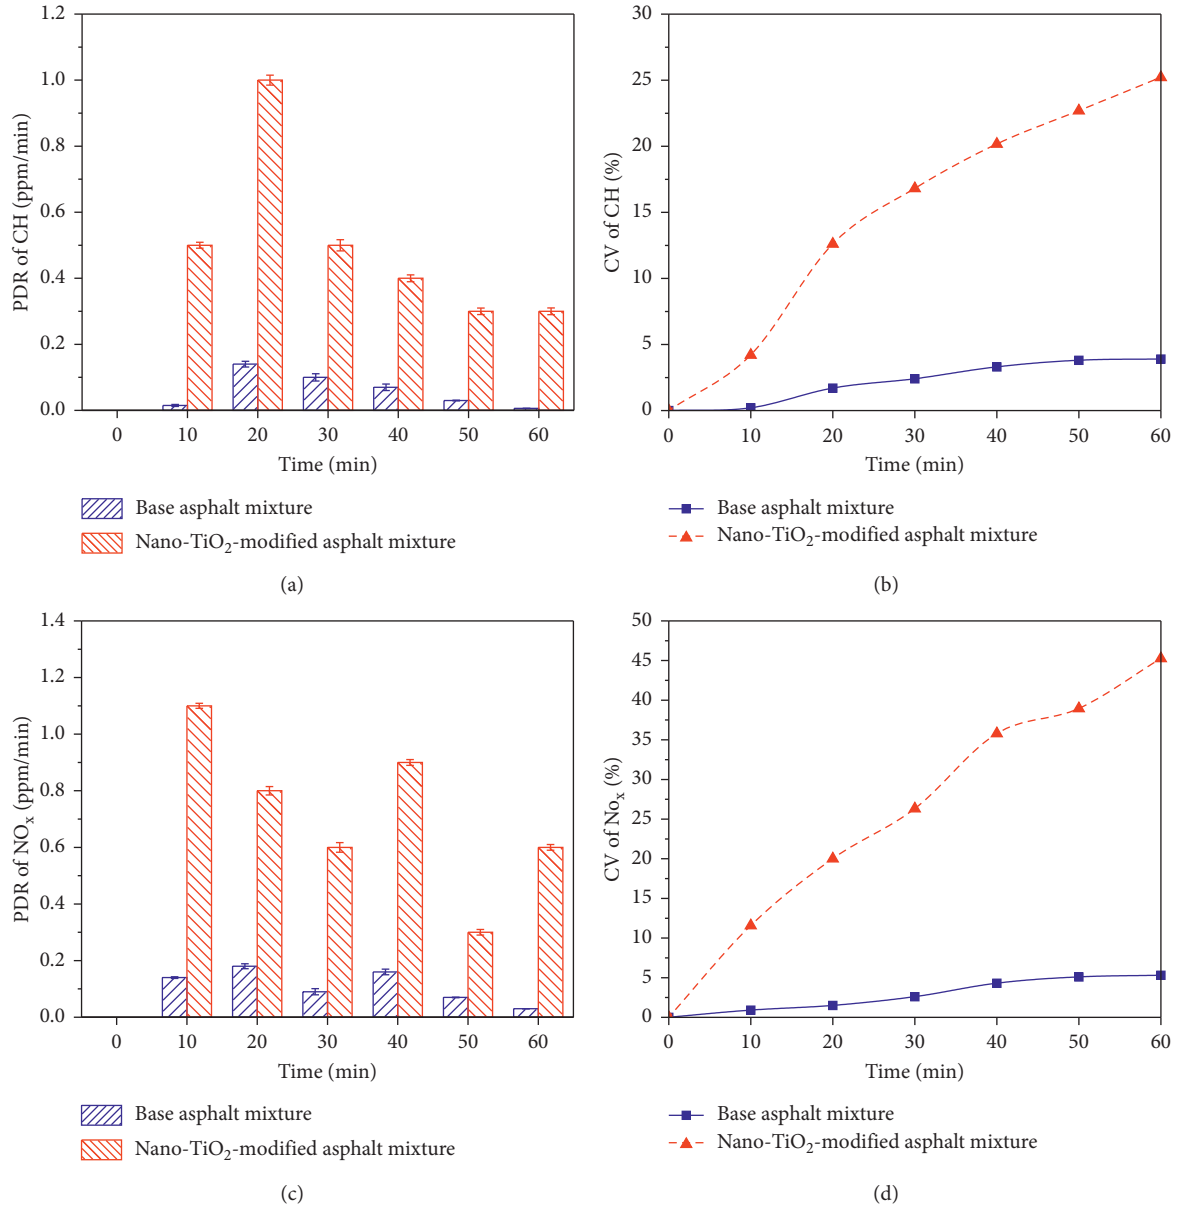 1.2
1.0
0.8
0.6
0.4
0.2
0.0
PDR of CH (ppm/min)
0 10 20 30 40 50 60
Time (min)
Base asphalt mixture
Nano-TiO₂-modified asphalt mixture
(a)
30
25
20
15
10
5
0
CV of CH (%)
0 10 20 30 40 50 60
Time (min)
Base asphalt mixture
Nano-TiO₂-modified asphalt mixture
(b)
1.4
1.2
1.0
0.8
0.6
0.4
0.2
0.0
PDR of NOₓ (ppm/min)
0 10 20 30 40 50 60
Time (min)
Base asphalt mixture
Nano-TiO₂-modified asphalt mixture
(c)
50
45
40
35
30
25
20
15
10
5
0
CV of Noₓ (%)
0 10 20 30 40 50 60
Time (min)
Base asphalt mixture
Nano-TiO₂-modified asphalt mixture
(d)